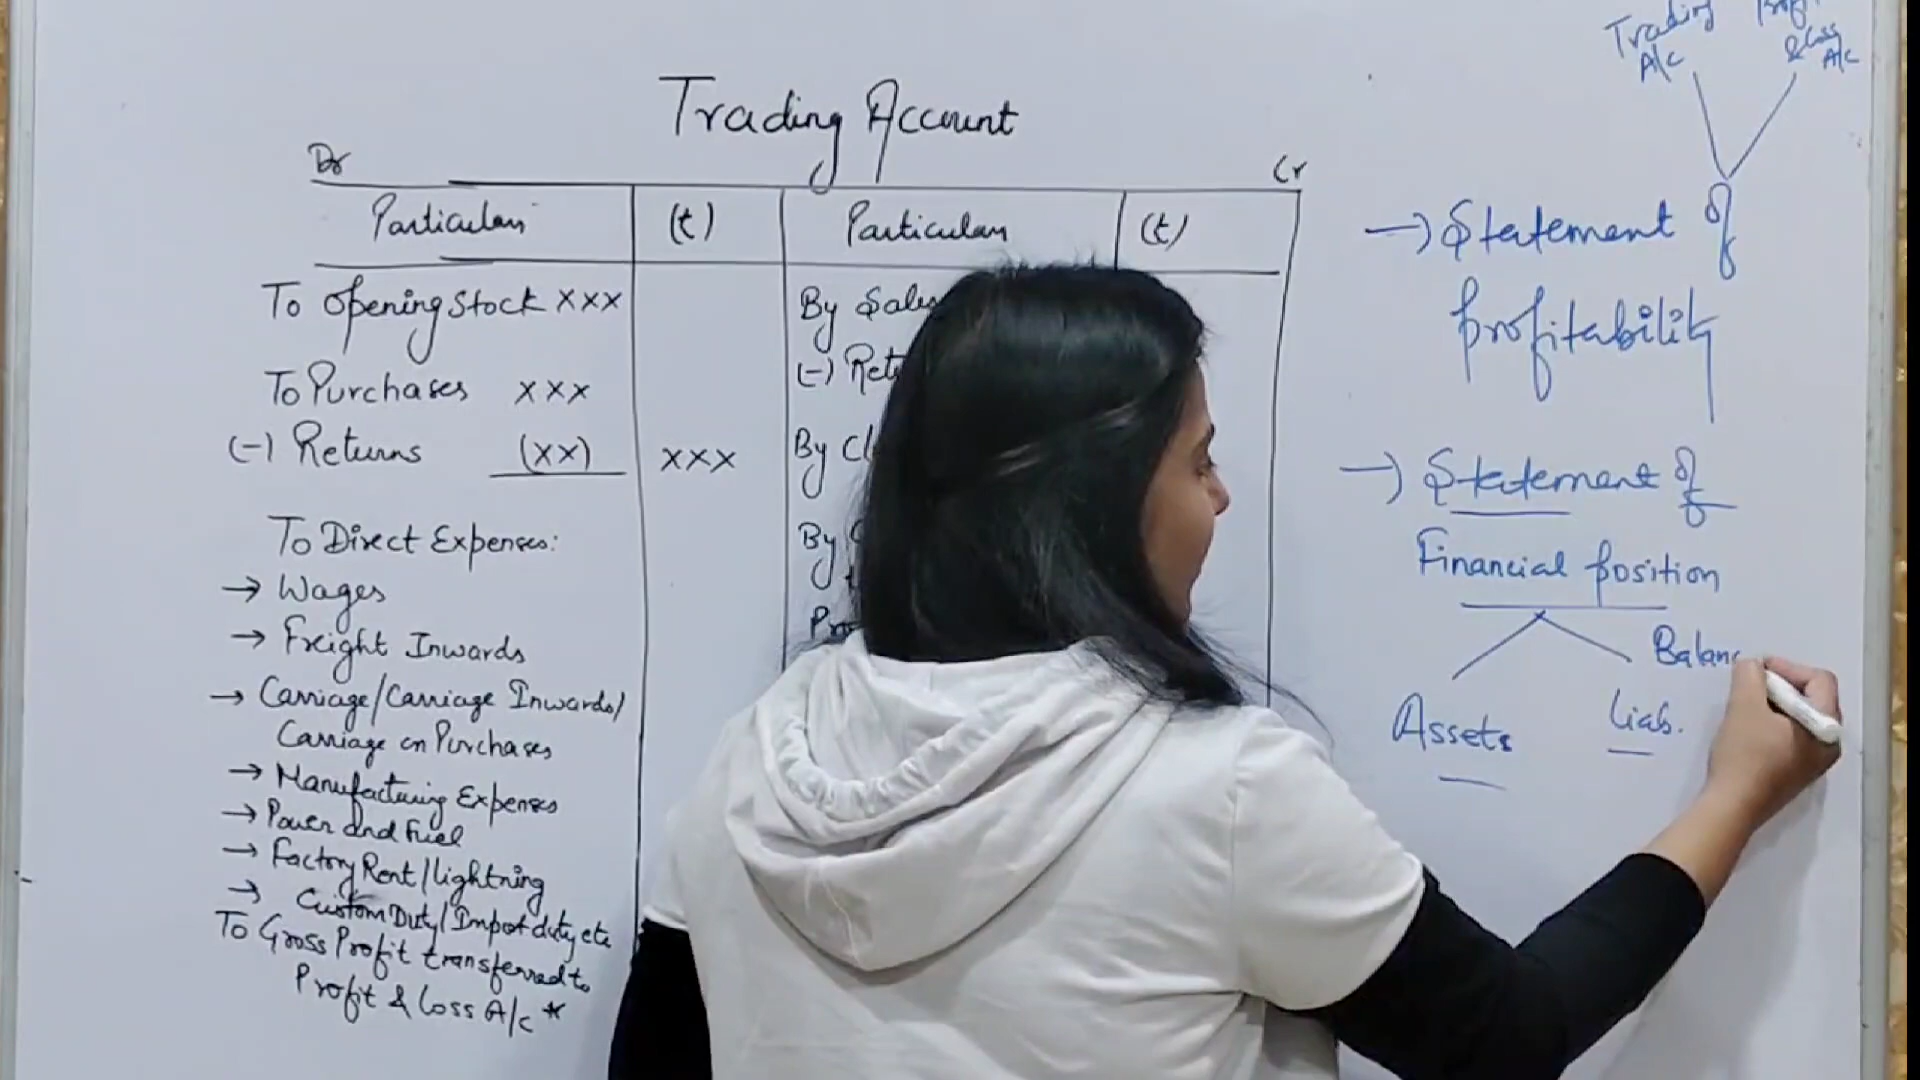 Trading Account
Dr
Cr
Particulars (₹) Particulars (₹)
To Opening Stock XXX
To Purchases XXX
(-) Returns (XX) XXX
To Direct Expenses:
→ Wages
→ Freight Inwards
→ Carriage/Carriage Inwards/
Carriage on Purchases
→ Manufacturing Expenses
→ Power and Fuel
→ Factory Rent/lightning
→ Custom Duty/Import duty etc
To Gross Profit transferred to
Profit & Loss A/c *
By Sales
(-)
By
By
Trading
A/c
& Loss
A/c
→ Statement of
profitability
→ Statement of
Financial position
Assets
Liab.